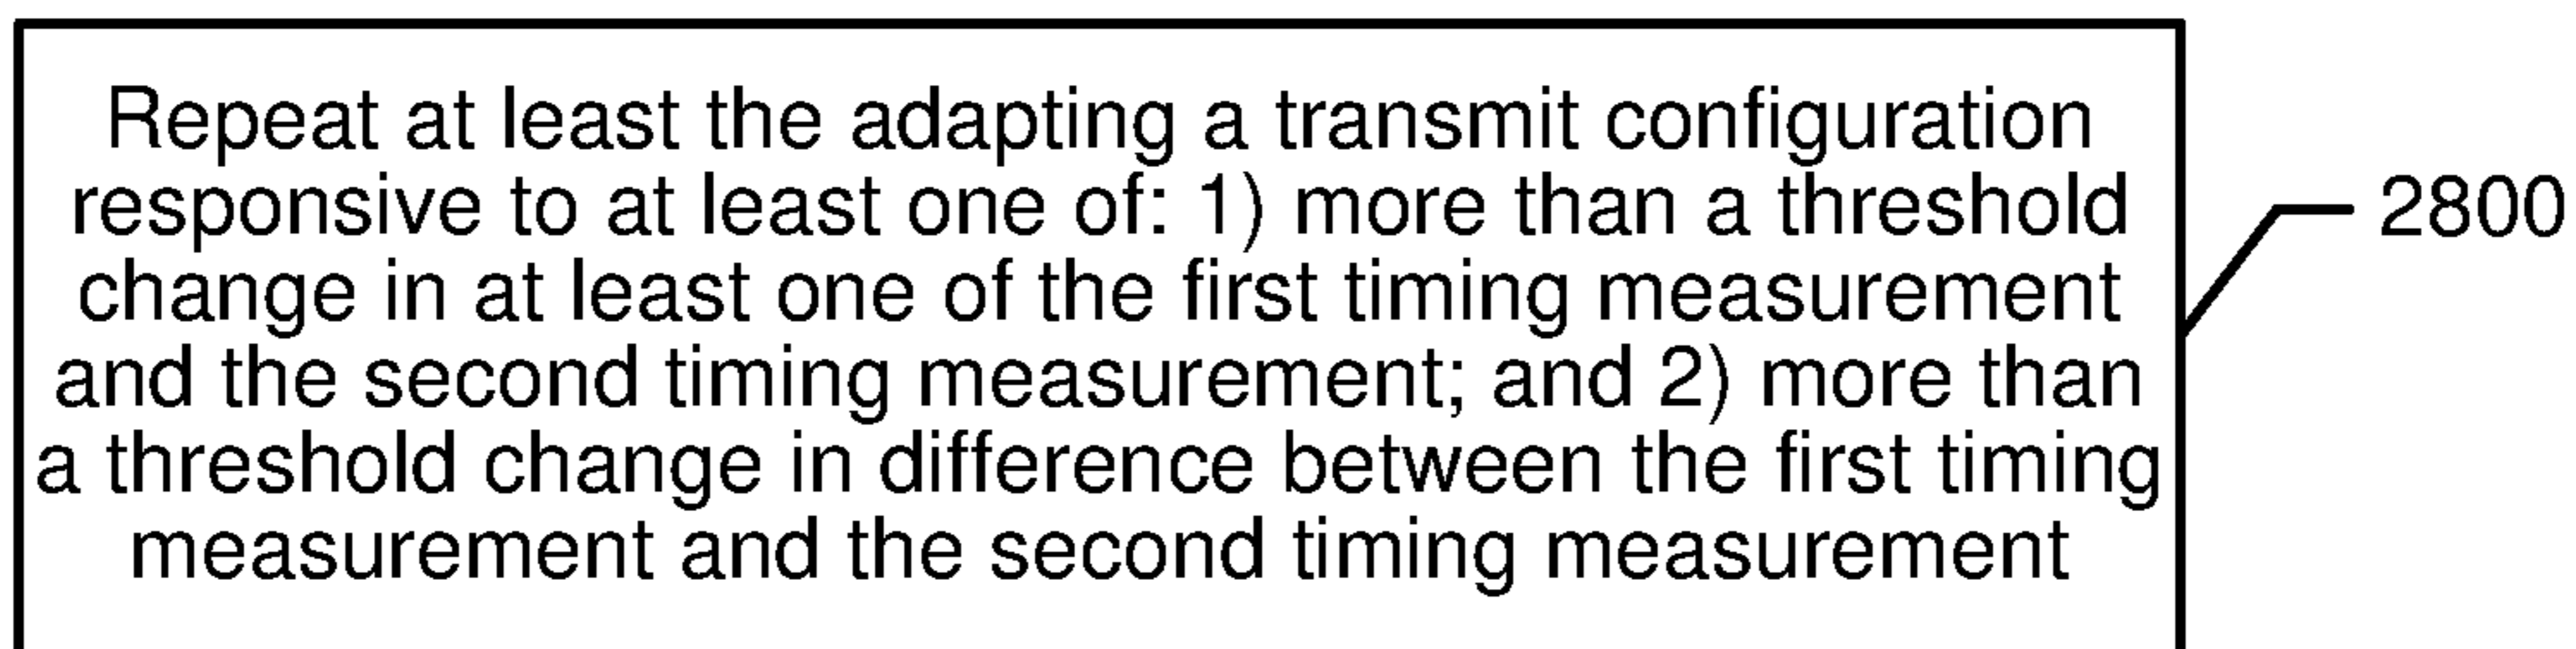 Repeat at least the adapting a transmit configuration
responsive to at least one of: 1) more than a threshold
change in at least one of the first timing measurement
and the second timing measurement; and 2) more than
a threshold change in difference between the first timing
measurement and the second timing measurement
2800